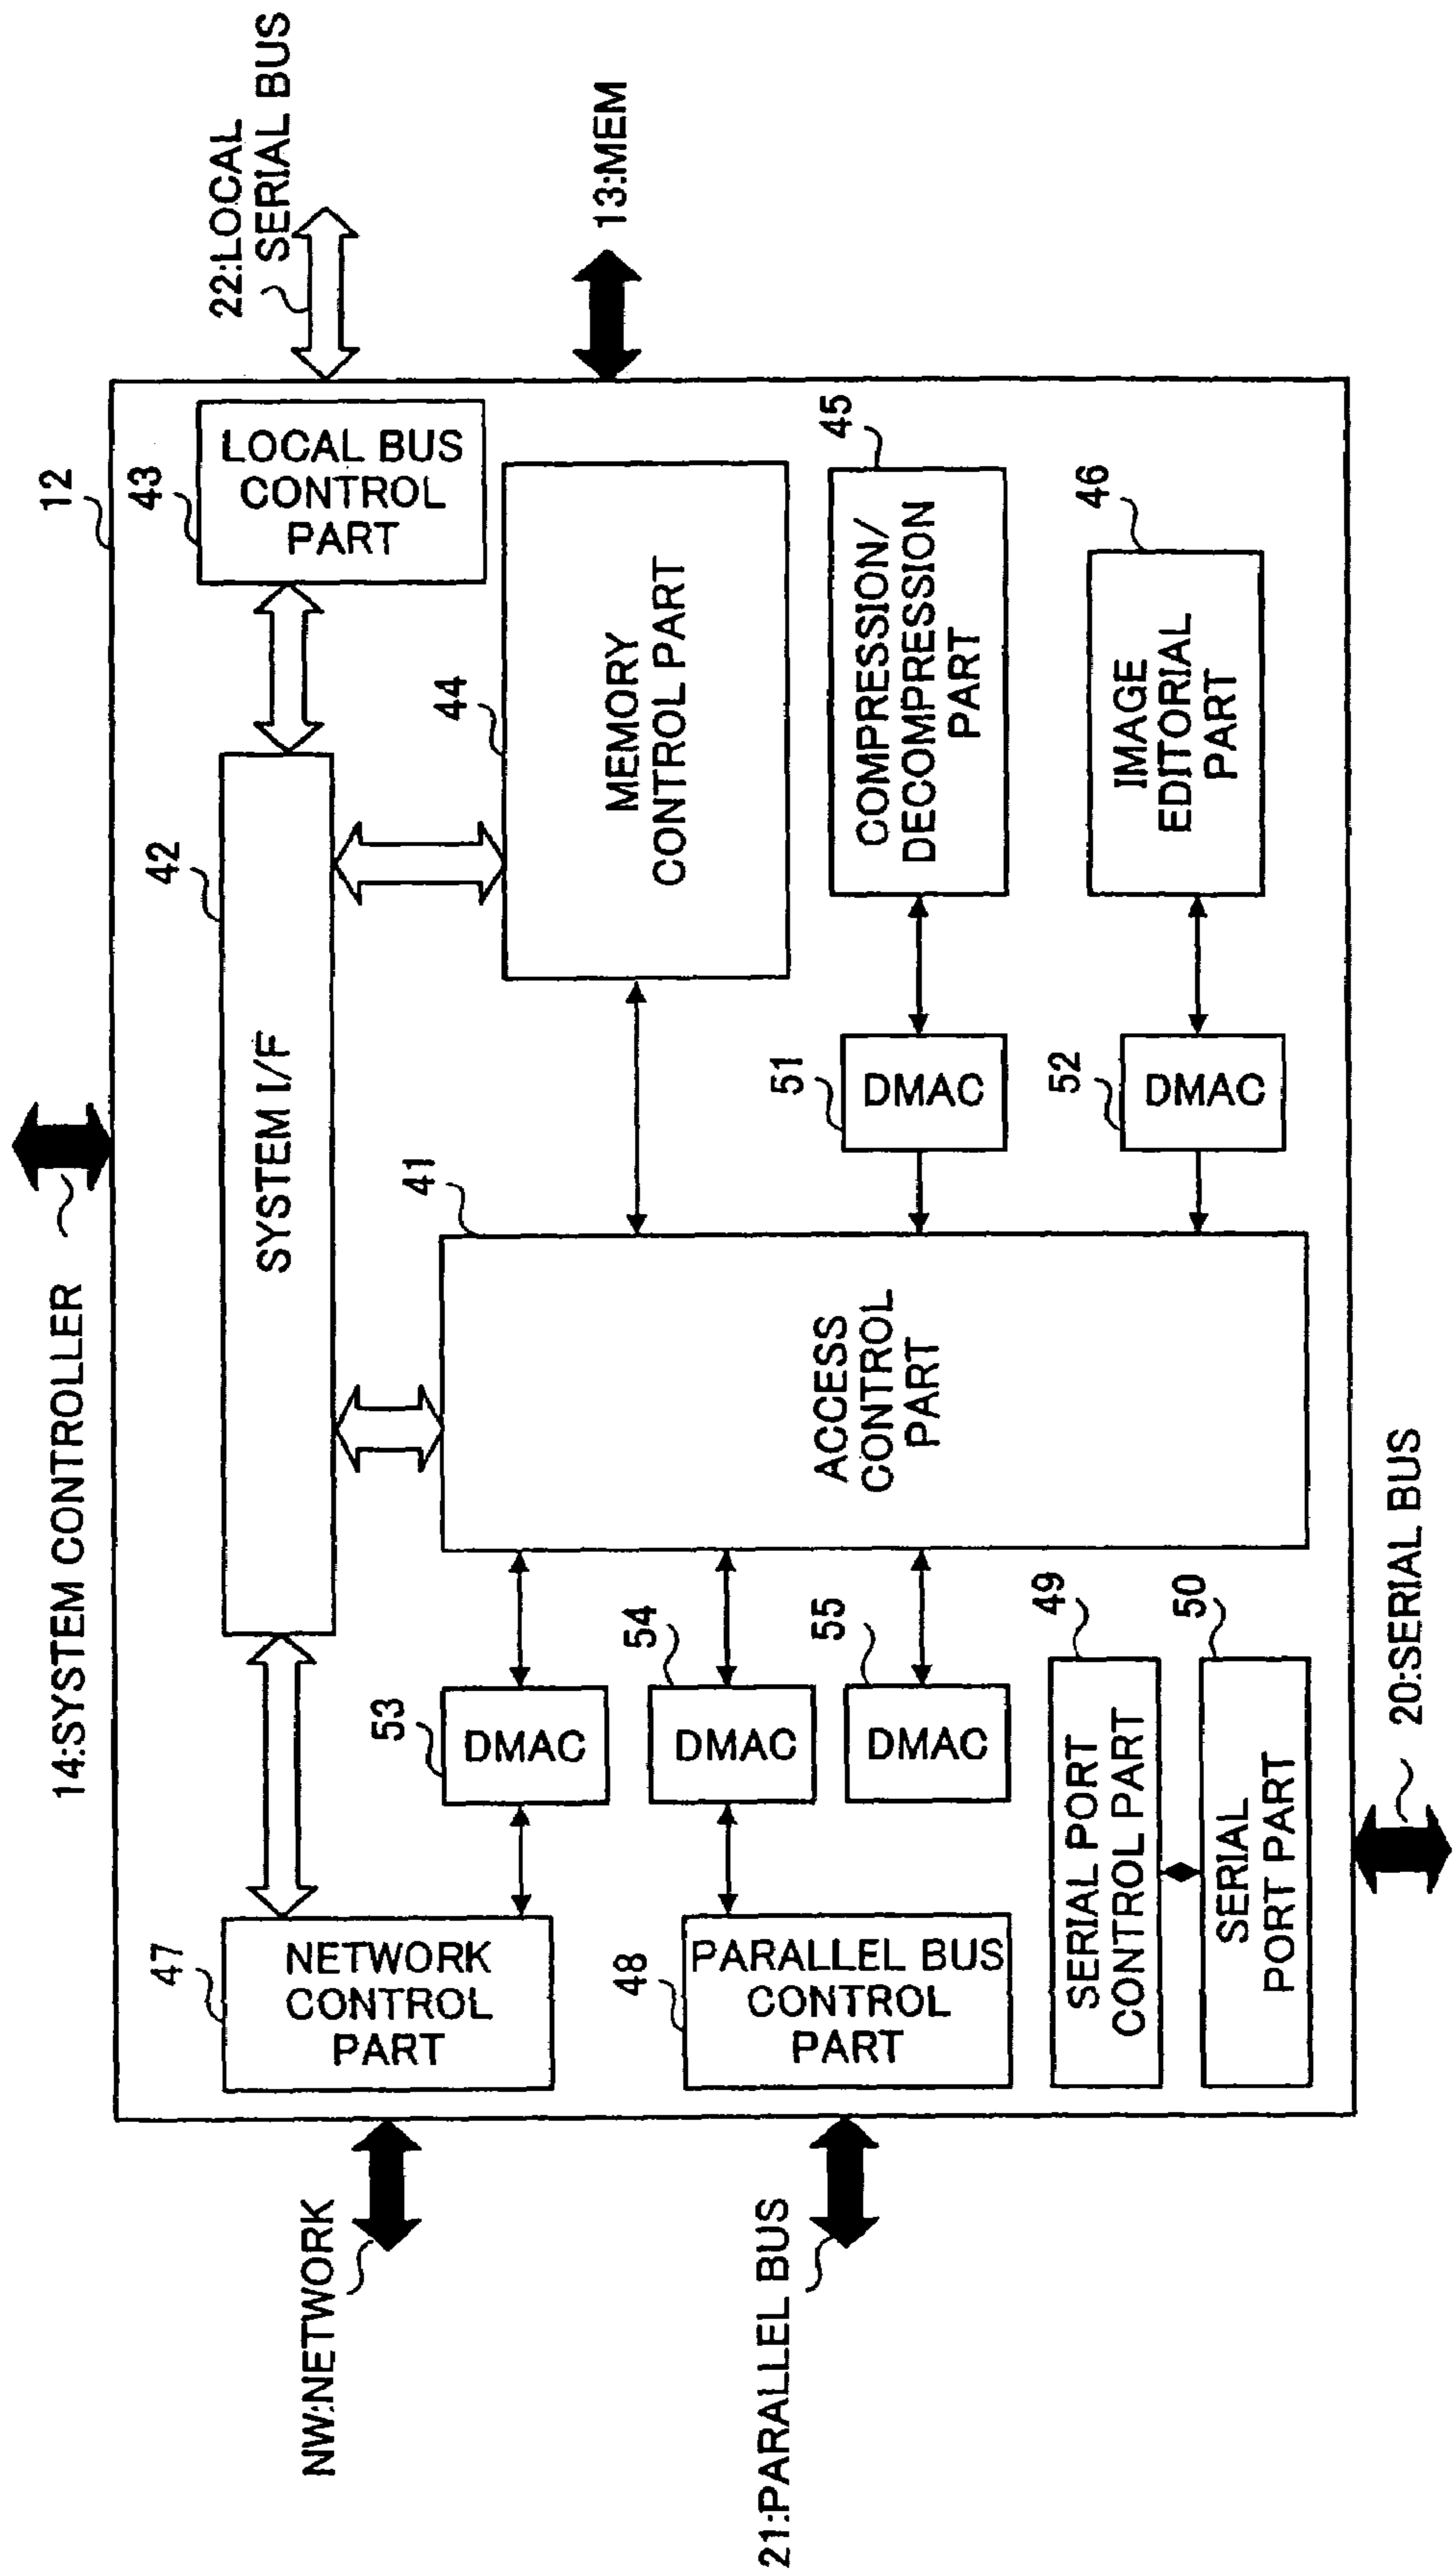 14:SYSTEM CONTROLLER
22:LOCAL
SERIAL BUS
12
42
43
SYSTEM I/F
LOCAL BUS
CONTROL
PART
47
NETWORK
CONTROL
PART
NW:NETWORK
53
DMAC
41
ACCESS
CONTROL
PART
44
MEMORY
CONTROL PART
13:MEM
48
PARALLEL BUS
CONTROL
PART
21:PARALLEL BUS
54
DMAC
55
DMAC
51
DMAC
45
COMPRESSION/
DECOMPRESSION
PART
49
SERIAL PORT
CONTROL PART
50
SERIAL
PORT PART
52
DMAC
46
IMAGE
EDITORIAL
PART
20:SERIAL BUS